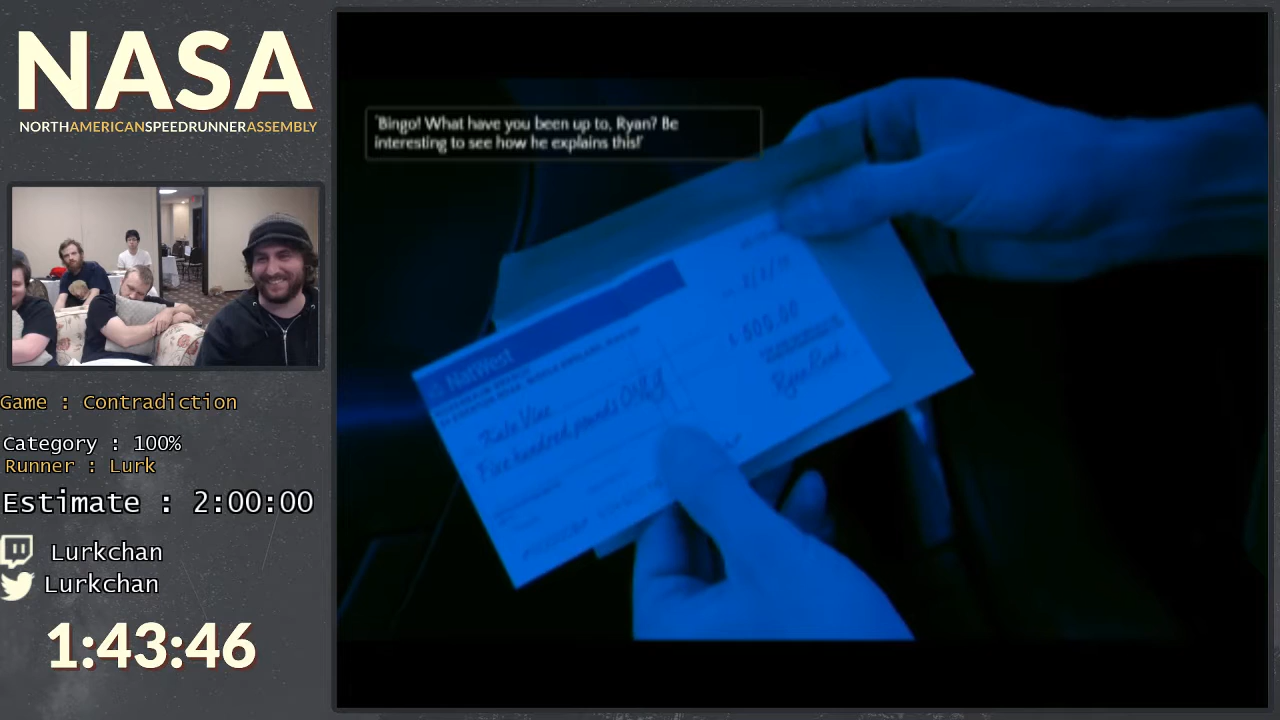 NASA
NORTHAMERICANSPEEDRUNNERASSEMBLY
'Bingo! What have you been up to, Ryan? Be
interesting to see how he explains this!'
NatWest
Kate Vine
Five hundred pounds Only
£ 500.00
Game : Contradiction
Category : 100%
Runner : Lurk
Estimate : 2:00:00
Lurkchan
Lurkchan
1:43:46